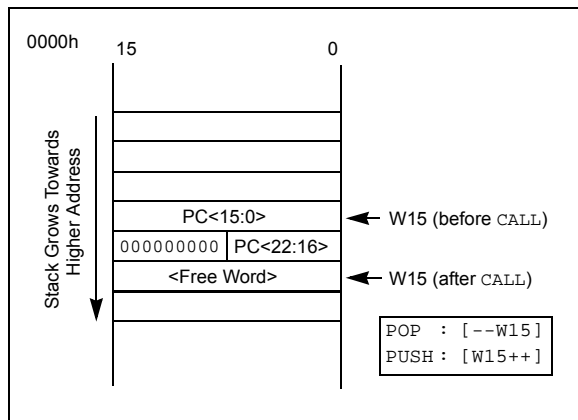 0000h
15 0
Stack Grows Towards
Higher Address
PC<15:0>
W15 (before CALL)
000000000 PC<22:16>
<Free Word>
W15 (after CALL)
POP : [--W15]
PUSH : [W15++]